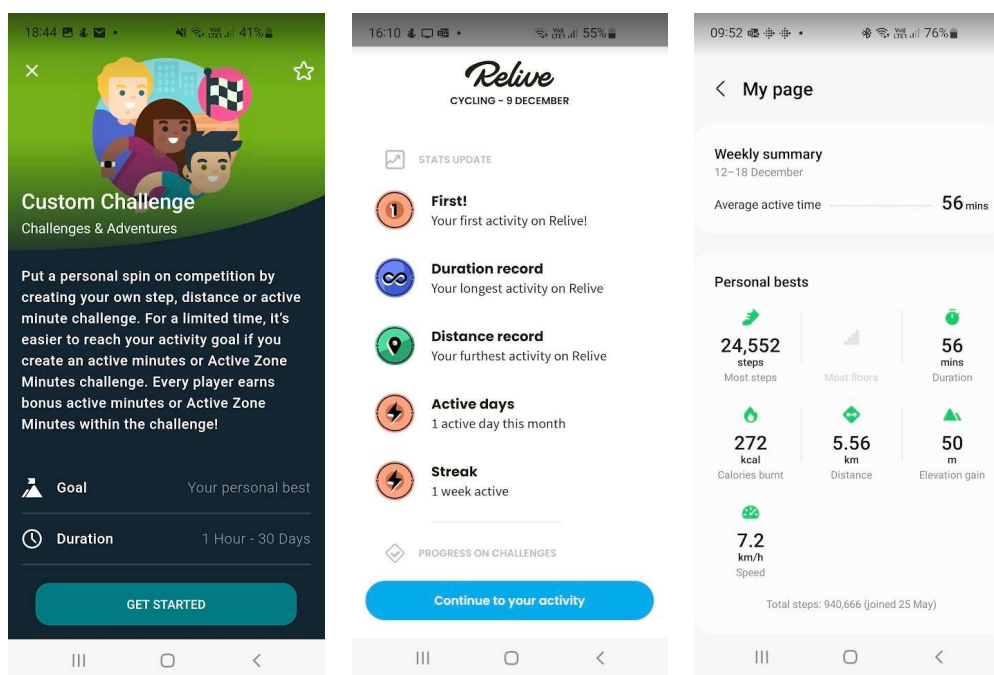 18:44 41%
Custom Challenge
Challenges & Adventures
Put a personal spin on competition by
creating your own step, distance or active
minute challenge. For a limited time, it's
easier to reach your activity goal if you
create an active minutes or Active Zone
Minutes challenge. Every player earns
bonus active minutes or Active Zone
Minutes within the challenge!
Goal Your personal best
Duration 1 Hour - 30 Days
GET STARTED
16:10 55%
Relive
CYCLING - 9 DECEMBER
STATS UPDATE
1
First!
Your first activity on Relive!
Duration record
Your longest activity on Relive
Distance record
Your furthest activity on Relive
Active days
1 active day this month
Streak
1 week active
PROGRESS ON CHALLENGES
Continue to your activity
09:52 76%
My page
Weekly summary
12–18 December
Average active time 56 mins
Personal bests
24,552
steps
Most steps
Most floors
56
mins
Duration
272
kcal
Calories burnt
5.56
km
Distance
50
m
Elevation gain
7.2
km/h
Speed
Total steps: 940,666 (joined 25 May)